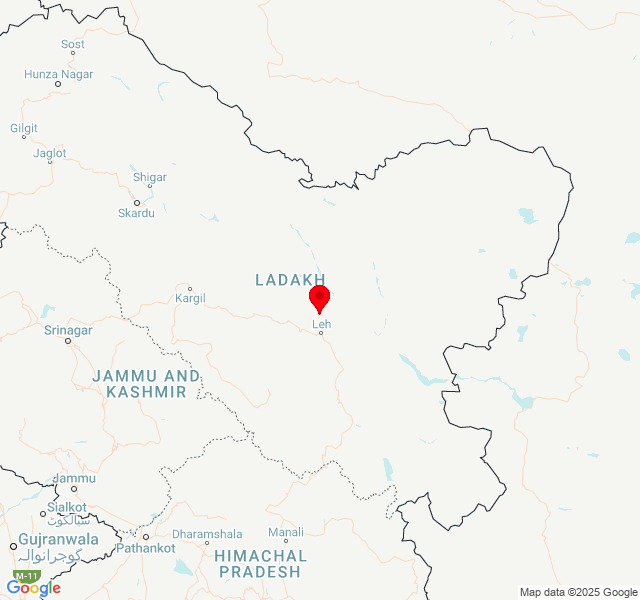 Sost
Hunza Nagar
Gilgit
Jaglot
Shigar
Skardu
LADAKH
Kargil
Leh
Srinagar
JAMMU AND
KASHMIR
Jammu
Sialkot
سیالکوٹ
Gujranwala
گوجرانوالہ
Pathankot
Dharamshala
Manali
HIMACHAL
PRADESH
M-11
Google
Map data ©2025 Google